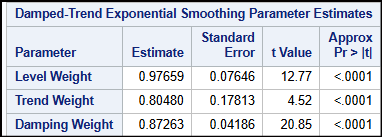 Damped-Trend Exponential Smoothing Parameter Estimates
Parameter Estimate Standard Error t Value Approx Pr > |t|
Level Weight 0.97659 0.07646 12.77 <.0001
Trend Weight 0.80480 0.17813 4.52 <.0001
Damping Weight 0.87263 0.04186 20.85 <.0001